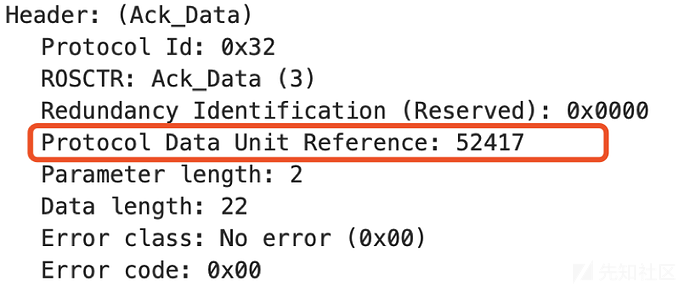 Header: (Ack_Data)
Protocol Id: 0x32
ROSCTR: Ack_Data (3)
Redundancy Identification (Reserved): 0x0000
Protocol Data Unit Reference: 52417
Parameter length: 2
Data length: 22
Error class: No error (0x00)
Error code: 0x00
先知社区